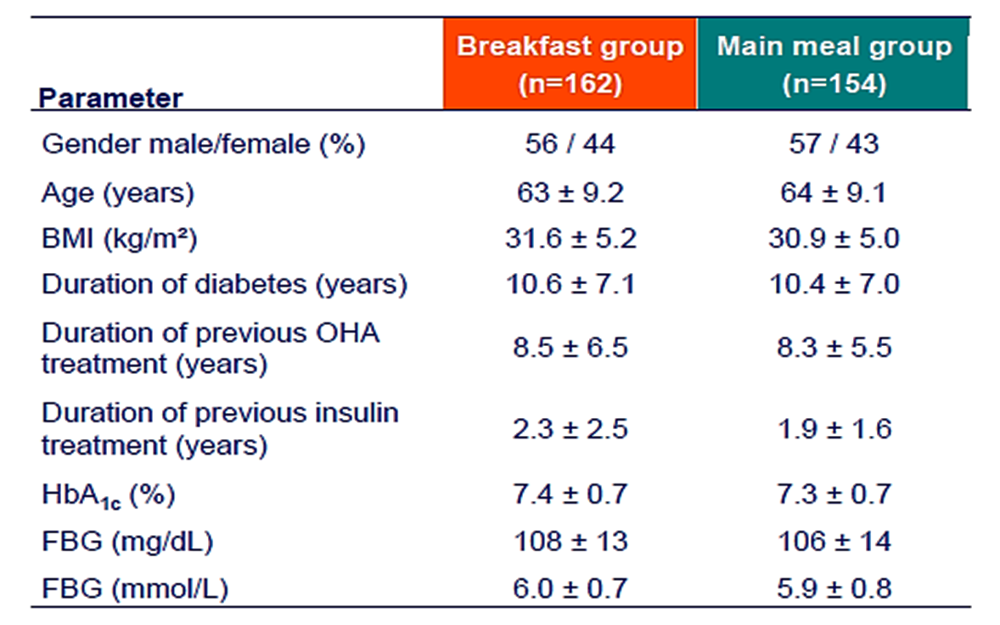 Breakfast group Main meal group
(n=162) (n=154)
Parameter
Gender male/female (%) 56 / 44 57 / 43
Age (years) 63 ± 9.2 64 ± 9.1
BMI (kg/m²) 31.6 ± 5.2 30.9 ± 5.0
Duration of diabetes (years) 10.6 ± 7.1 10.4 ± 7.0
Duration of previous OHA
treatment (years) 8.5 ± 6.5 8.3 ± 5.5
Duration of previous insulin
treatment (years) 2.3 ± 2.5 1.9 ± 1.6
HbA1c (%) 7.4 ± 0.7 7.3 ± 0.7
FBG (mg/dL) 108 ± 13 106 ± 14
FBG (mmol/L) 6.0 ± 0.7 5.9 ± 0.8